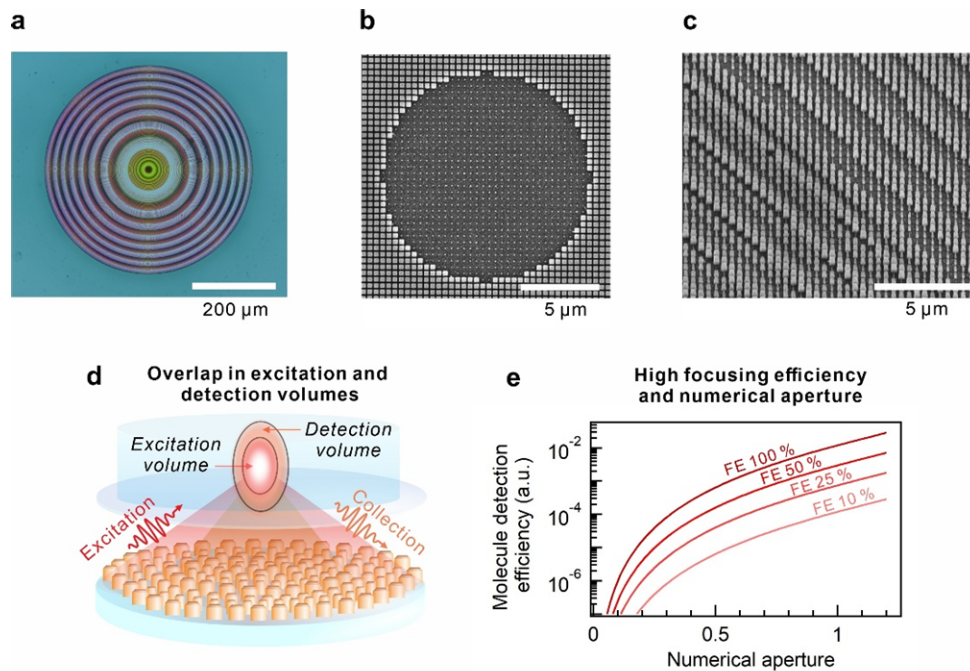 a
b
c
200 µm
5 µm
5 µm
d
Overlap in excitation and
detection volumes
Excitation
volume
Detection
volume
Excitation
Collection
e
High focusing efficiency
and numerical aperture
Molecule detection
efficiency (a.u.)
10⁻²
10⁻⁴
10⁻⁶
FE 100 %
FE 50 %
FE 25 %
FE 10 %
0
0.5
1
Numerical aperture